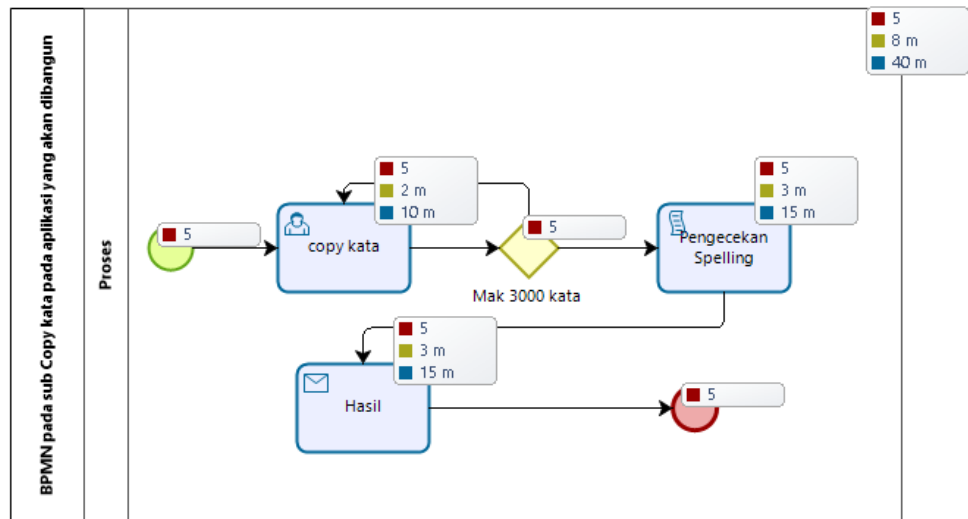 BPMN pada sub Copy kata pada aplikasi yang akan dibangun
Proses
5
8 m
40 m
5
5
2 m
10 m
copy kata
5
Mak 3000 kata
5
3 m
15 m
Pengecekan
Spelling
5
3 m
15 m
Hasil
5